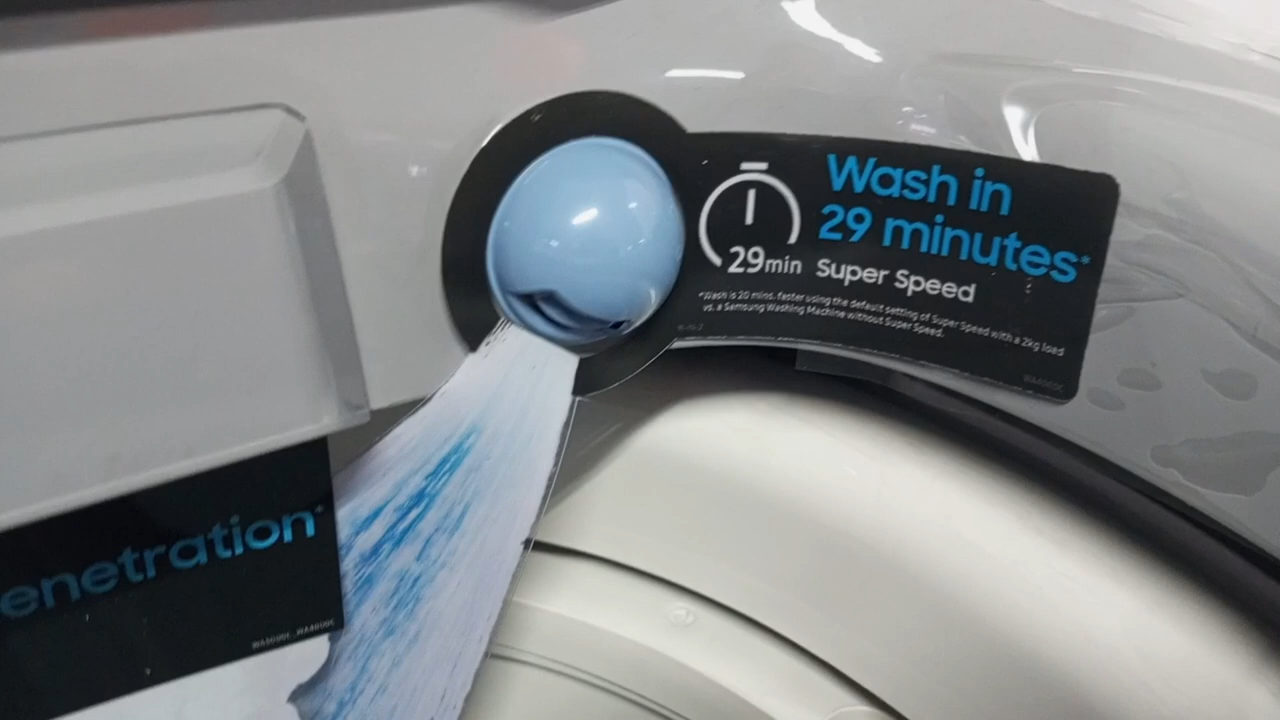 Wash in
29 minutes*
29min Super Speed
*Wash is 20 mins. faster using the default setting of Super Speed with a 2kg load
vs. a Samsung Washing Machine without Super Speed.
enetration*